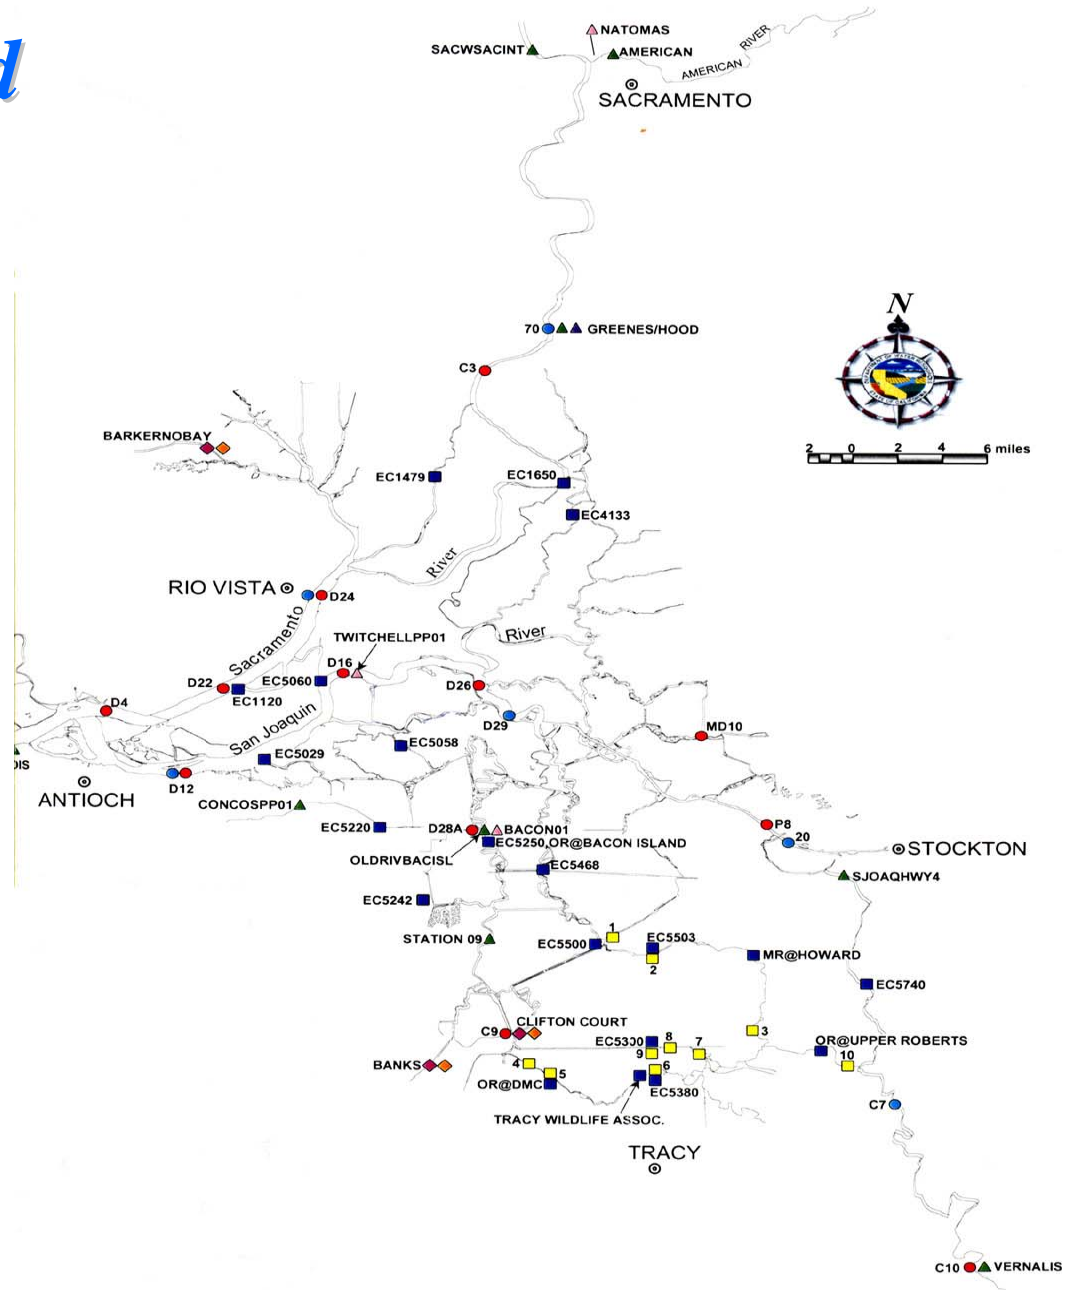 d
NATOMAS
SACWSACINT
AMERICAN
RIVER
AMERICAN
SACRAMENTO
N
70
GREENES/HOOD
C3
2 0 2 4 6 miles
BARKERNOBAY
EC1479
EC1650
EC4133
River
RIO VISTA
D24
Sacramento
River
TWITCHELLPP01
D16
D22
EC5060
EC1120
D26
D4
D29
San Joaquin
MD10
EC5058
EC5029
OIS
D12
ANTIOCH
CONCOSPP01
EC5220
D28A
BACON01
P8
20
EC5250,OR@BACON ISLAND
STOCKTON
OLDRIVBACISL
EC5468
SJOAQHWY4
EC5242
1
STATION 09
EC5500
EC5503
2
MR@HOWARD
EC5740
CLIFTON COURT
C9
3
EC5300
8
7
OR@UPPER ROBERTS
9
10
BANKS
4
5
6
OR@DMC
EC5380
C7
TRACY WILDLIFE ASSOC.
TRACY
C10
VERNALIS